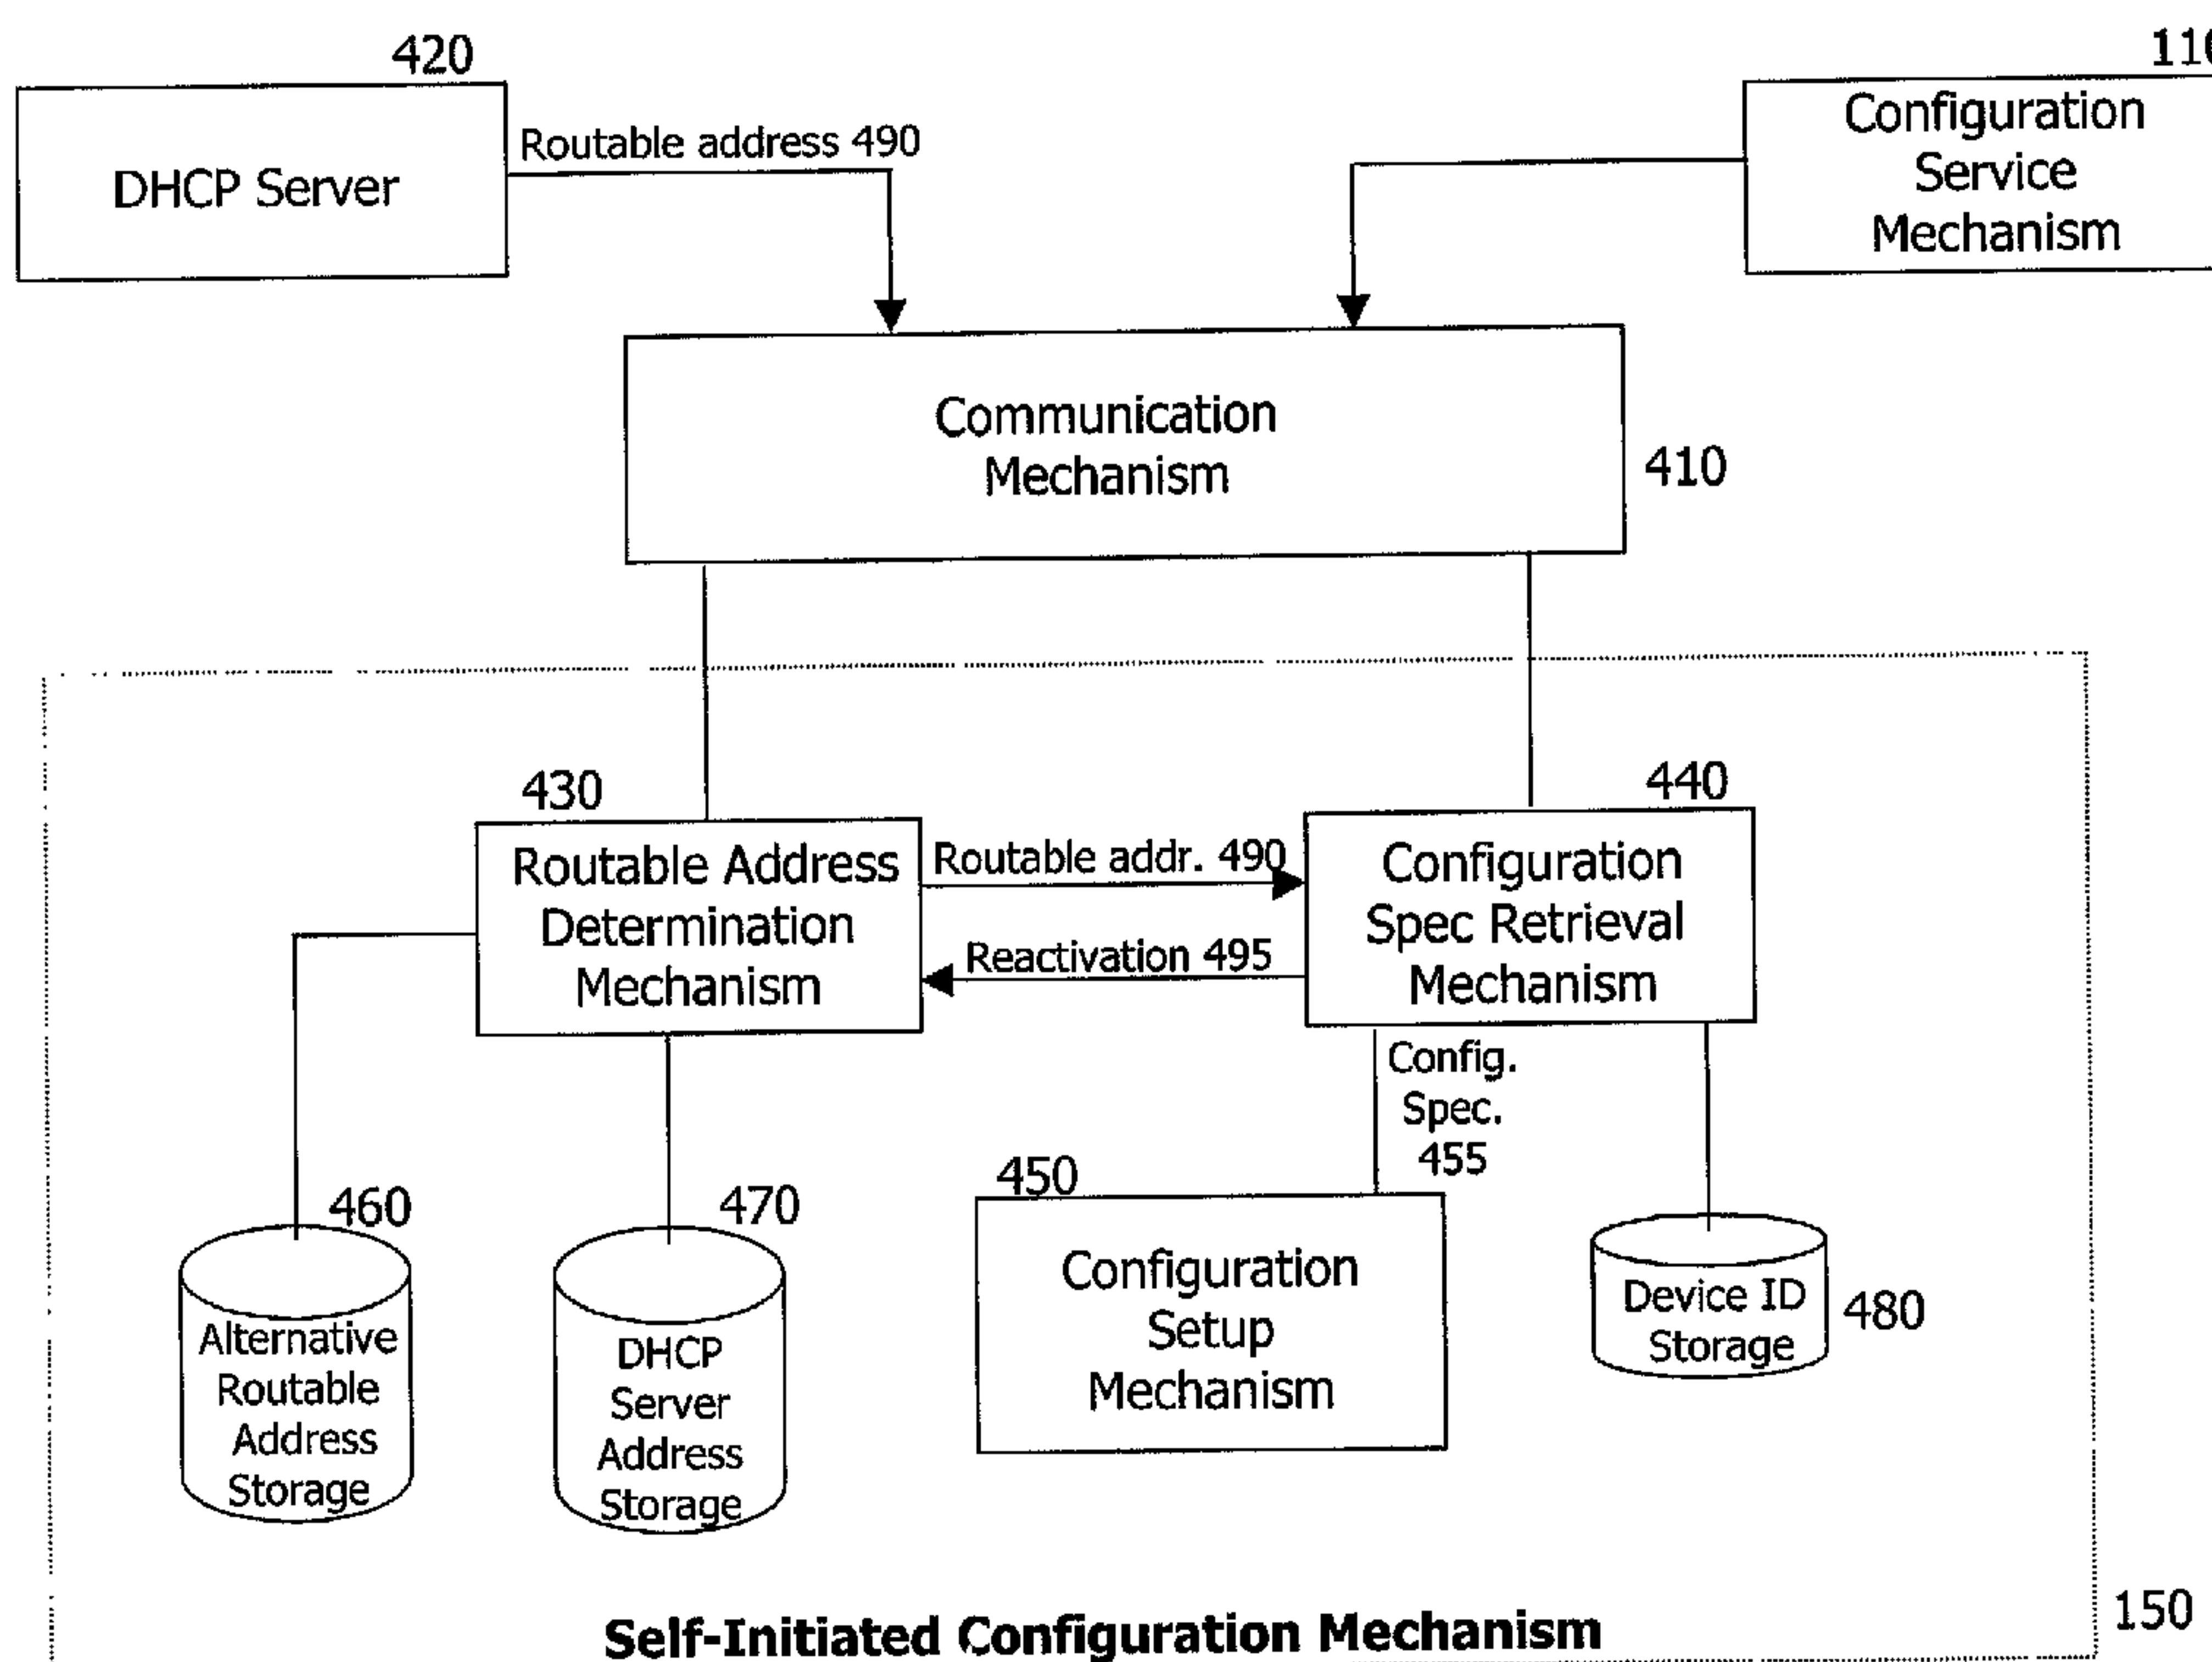 420
DHCP Server
Routable address 490
Configuration
Service
Mechanism
Communication
Mechanism
410
430
Routable Address
Determination
Mechanism
Routable addr. 490
Reactivation 495
440
Configuration
Spec Retrieval
Mechanism
Config.
Spec.
455
460
Alternative
Routable
Address
Storage
470
DHCP
Server
Address
Storage
450
Configuration
Setup
Mechanism
Device ID
Storage
480
Self-Initiated Configuration Mechanism
150